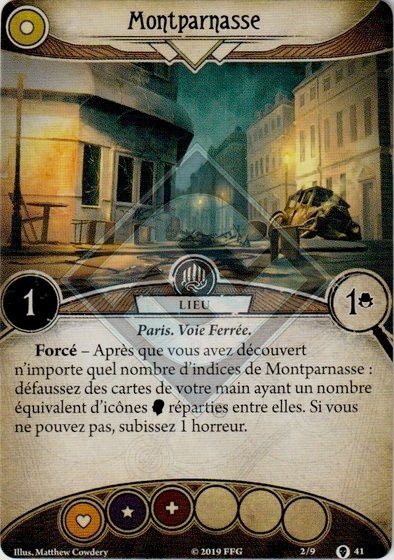 Montparnasse
1
LIEU
1
Paris. Voie Ferrée.
Forcé – Après que vous avez découvert
n'importe quel nombre d'indices de Montparnasse :
défaussez des cartes de votre main ayant un nombre
équivalent d'icônes réparties entre elles. Si vous
ne pouvez pas, subissez 1 horreur.
Illus. Matthew Cowdery
© 2019 FFG
2/9
41